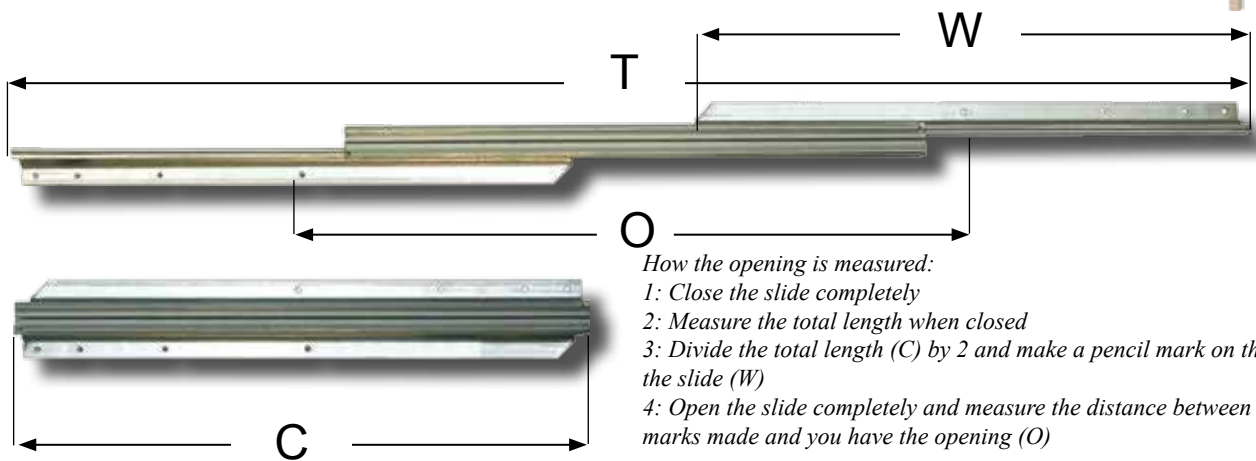 W
T
O
How the opening is measured:
1: Close the slide completely
2: Measure the total length when closed
3: Divide the total length (C) by 2 and make a pencil mark on
the slide (W)
4: Open the slide completely and measure the distance between
marks made and you have the opening (O)
C